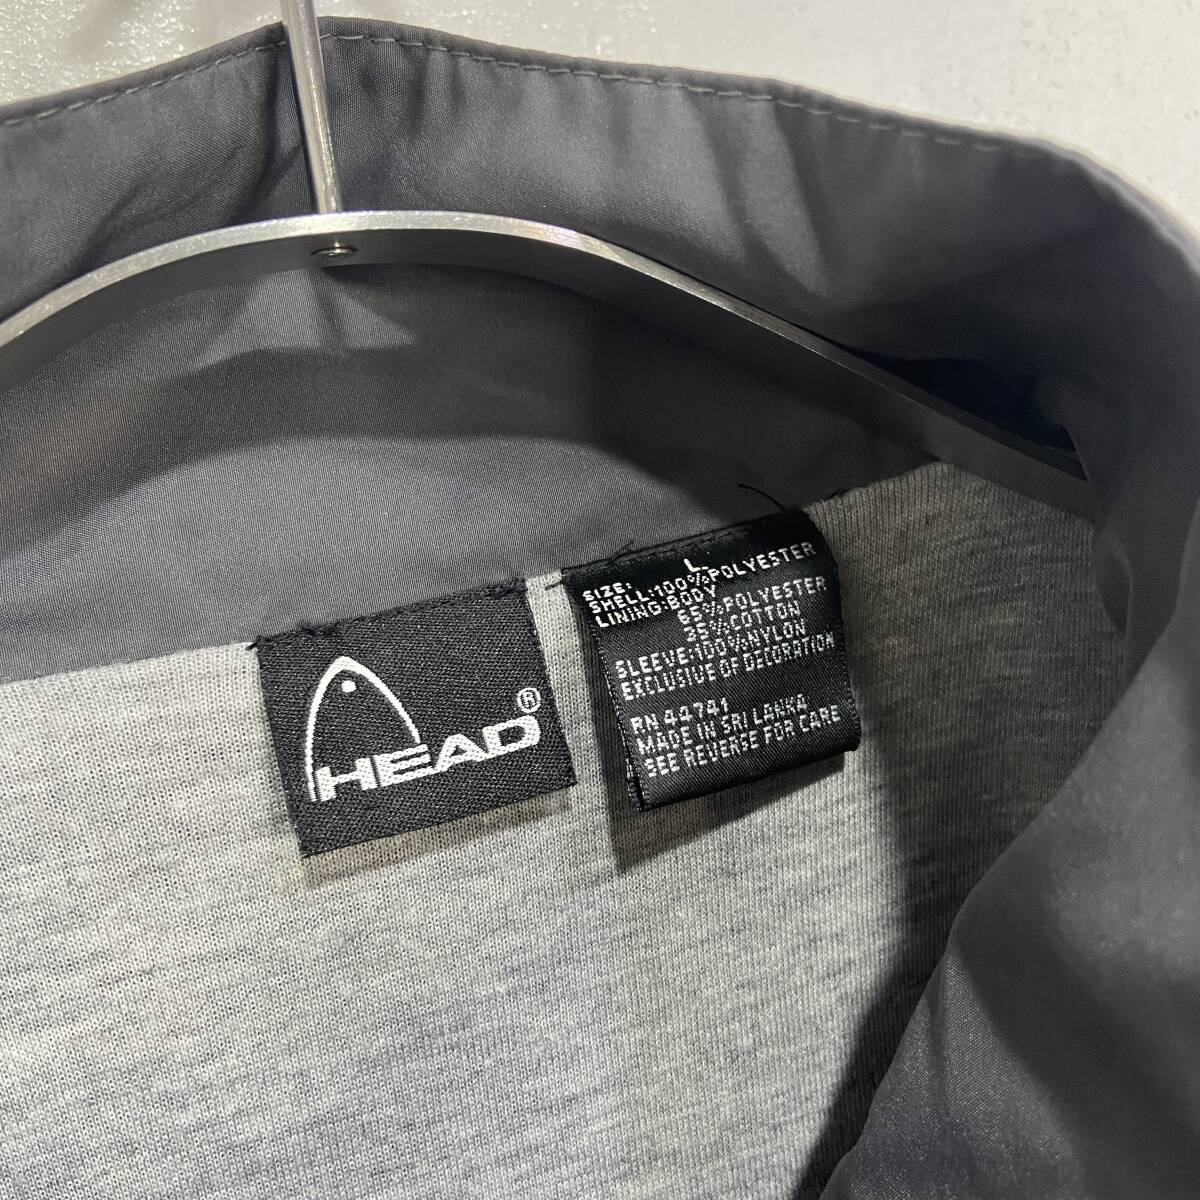 HEAD®
SIZE: L
SHELL:100%POLYESTER
LINING:BODY
65%POLYESTER
35%COTTON
SLEEVE:100%NYLON
EXCLUSIVE OF DECORATION
RN 44741
MADE IN SRI LANKA
SEE REVERSE FOR CARE